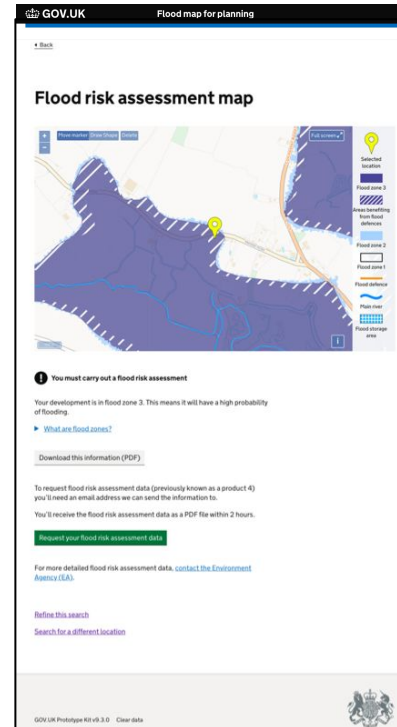 GOV.UK Flood map for planning
Back
Flood risk assessment map
+ Place marker Draw Shape Delete Full screen
-
Selected
location
Flood zone 3
Areas benefiting
from flood
defences
Flood zone 2
Flood zone 1
Flood defence
Main river
Flood storage
area
i
! You must carry out a flood risk assessment
Your development is in flood zone 3. This means it will have a high probability
of flooding.
What are flood zones?
Download this information (PDF)
To request flood risk assessment data (previously known as a product 4)
you'll need an email address we can send the information to.
You'll receive the flood risk assessment data as a PDF file within 2 hours.
Request your flood risk assessment data
For more detailed flood risk assessment data, contact the Environment
Agency (EA).
Refine this search
Search for a different location
GOV.UK Prototype Kit v9.3.0 Clear data